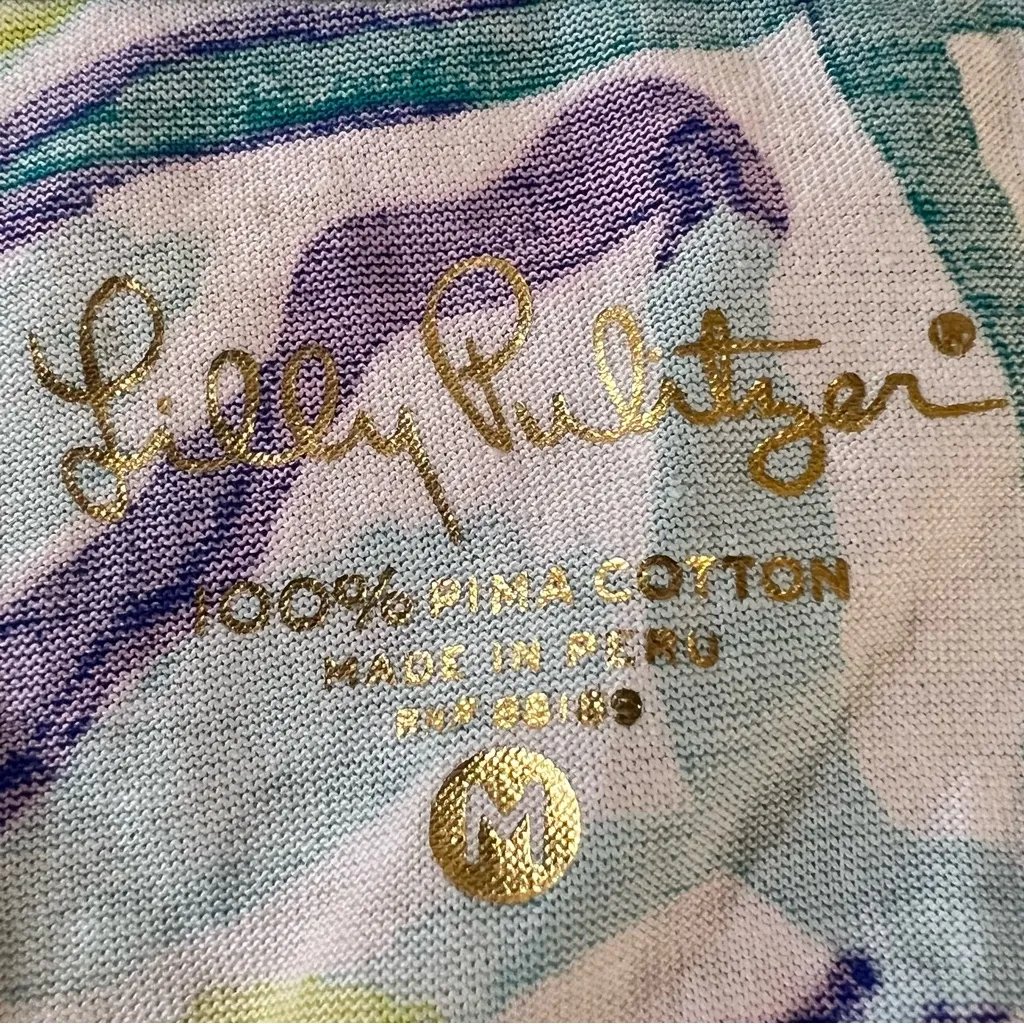 Lilly Pulitzer®
100% PIMA COTTON
MADE IN PERU
RN# 88189
M